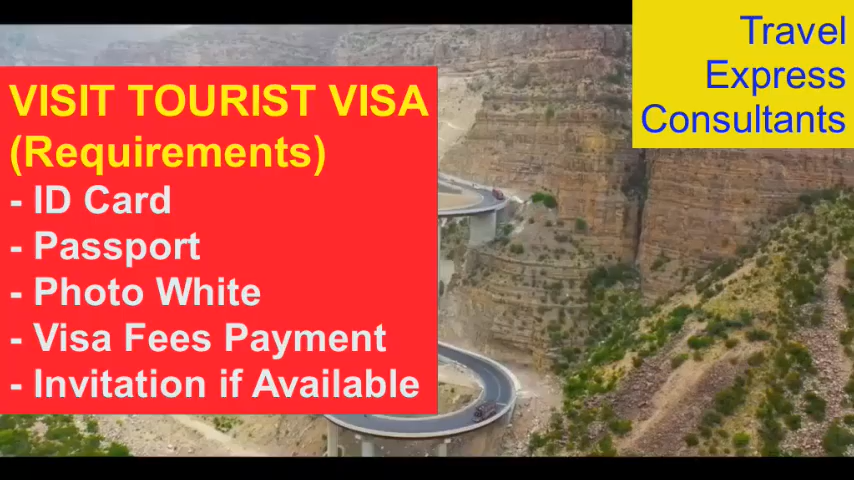 Travel
Express
Consultants
VISIT TOURIST VISA
(Requirements)
- ID Card
- Passport
- Photo White
- Visa Fees Payment
- Invitation if Available